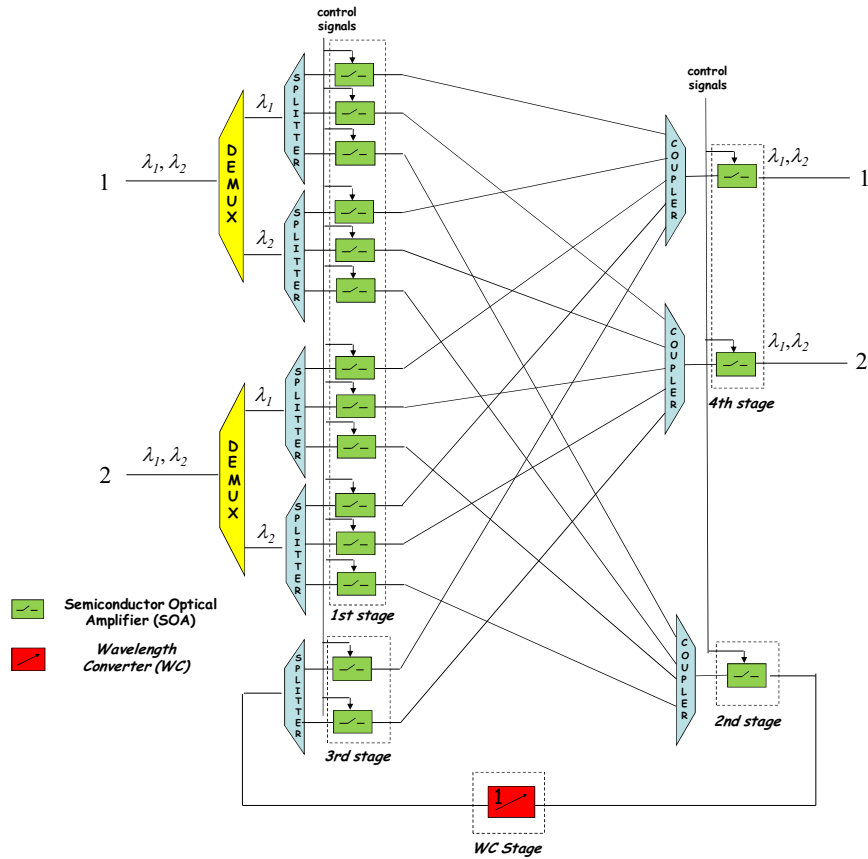 control
signals
control
signals
SPLITTER
λ1
DEMUX
λ1, λ2
1
λ2
SPLITTER
COUPLER
λ1, λ2
1
COUPLER
λ1, λ2
2
4th stage
SPLITTER
λ1
DEMUX
λ1, λ2
2
λ2
SPLITTER
1st stage
Semiconductor Optical
Amplifier (SOA)
Wavelength
Converter (WC)
SPLITTER
3rd stage
COUPLER
2nd stage
1
WC Stage